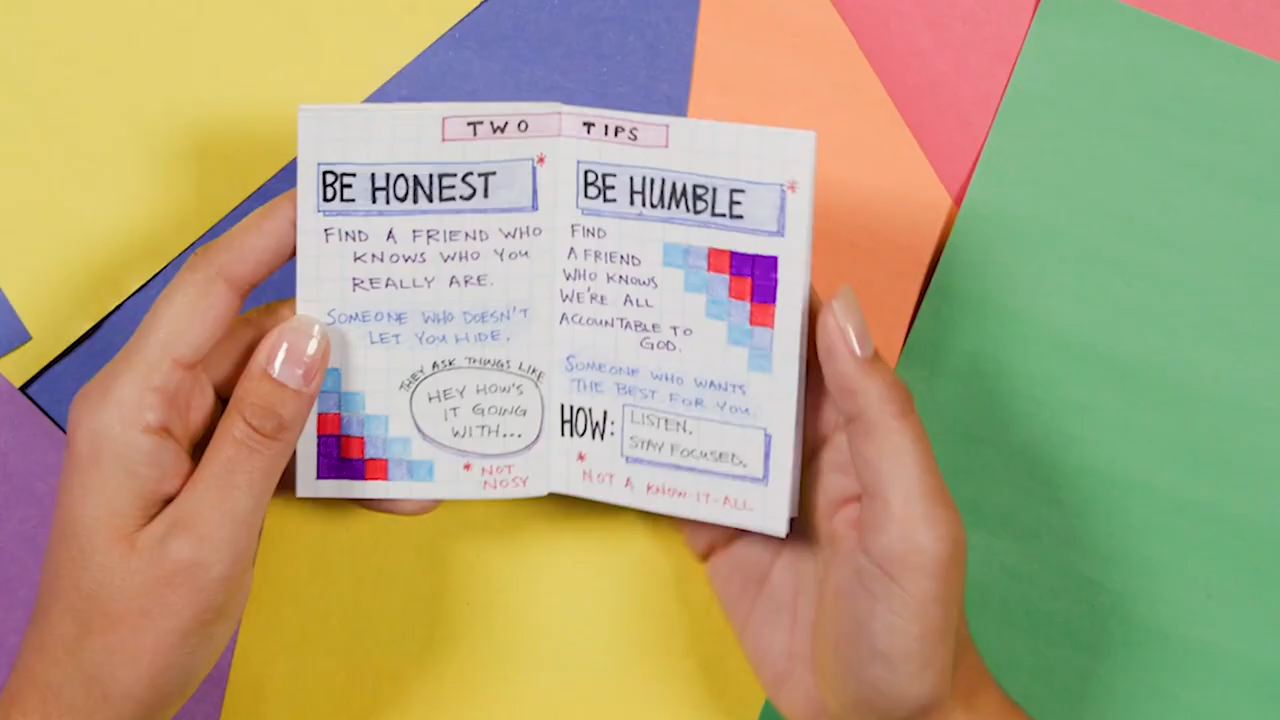 TWO TIPS
BE HONEST*
FIND A FRIEND WHO
KNOWS WHO YOU
REALLY ARE.
SOMEONE WHO DOESN'T
LET YOU HIDE.
THEY ASK THINGS LIKE
HEY HOW'S
IT GOING
WITH...
* NOT
NOSY
BE HUMBLE*
FIND
A FRIEND
WHO KNOWS
WE'RE ALL
ACCOUNTABLE TO
GOD.
SOMEONE WHO WANTS
THE BEST FOR YOU
HOW:
LISTEN.
STAY FOCUSED.
* NOT A KNOW-IT-ALL